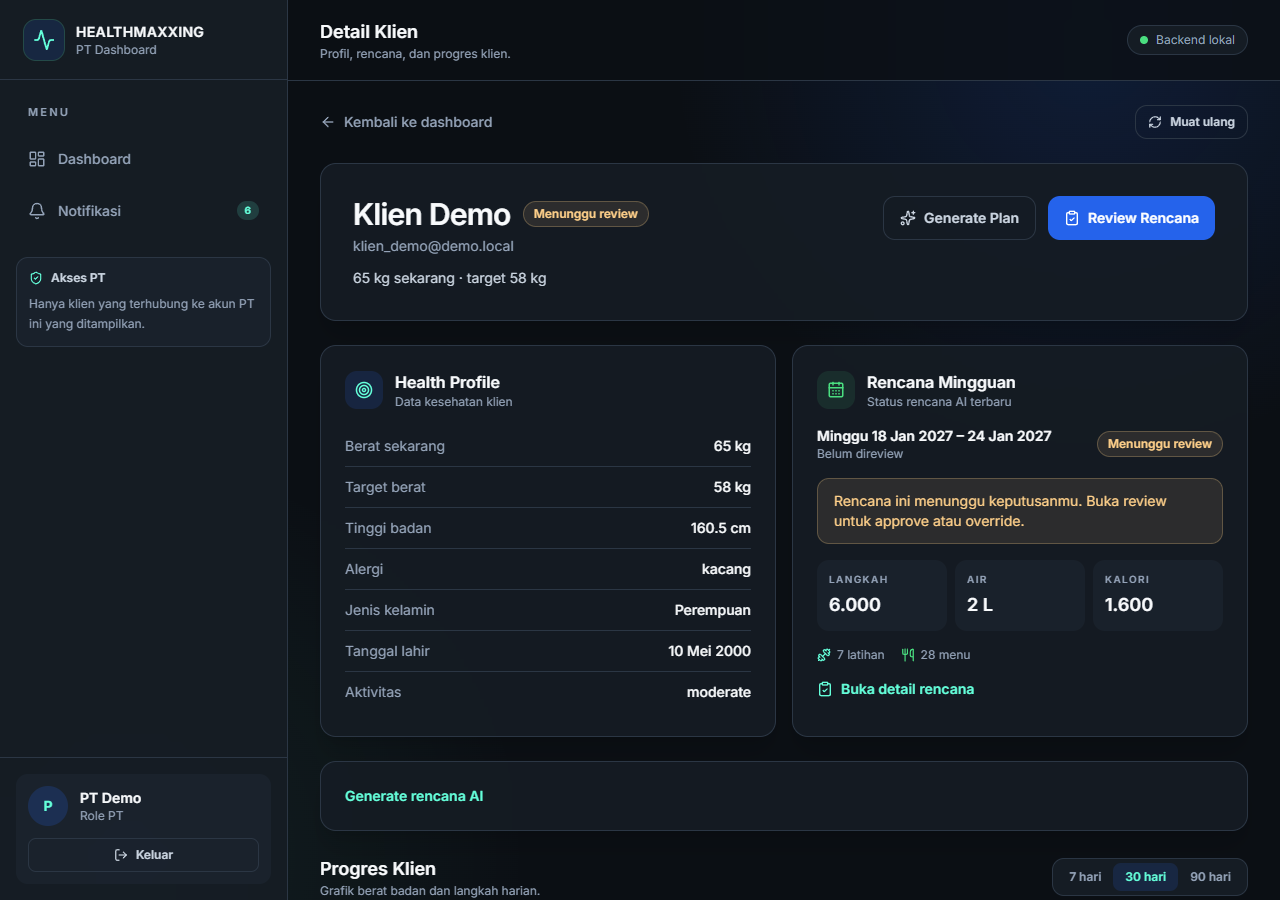 HEALTHMAXXING
PT Dashboard
MENU
Dashboard
Notifikasi 6
Akses PT
Hanya klien yang terhubung ke akun PT
ini yang ditampilkan.
P
PT Demo
Role PT
Keluar
Detail Klien
Profil, rencana, dan progres klien.
Backend lokal
Kembali ke dashboard
Muat ulang
Klien Demo Menunggu review
klien_demo@demo.local
65 kg sekarang · target 58 kg
Generate Plan
Review Rencana
Health Profile
Data kesehatan klien
Berat sekarang 65 kg
Target berat 58 kg
Tinggi badan 160.5 cm
Alergi kacang
Jenis kelamin Perempuan
Tanggal lahir 10 Mei 2000
Aktivitas moderate
Rencana Mingguan
Status rencana AI terbaru
Minggu 18 Jan 2027 – 24 Jan 2027
Belum direview
Menunggu review
Rencana ini menunggu keputusanmu. Buka review
untuk approve atau override.
LANGKAH
6.000
AIR
2 L
KALORI
1.600
7 latihan 28 menu
Buka detail rencana
Generate rencana AI
Progres Klien
Grafik berat badan dan langkah harian.
7 hari 30 hari 90 hari